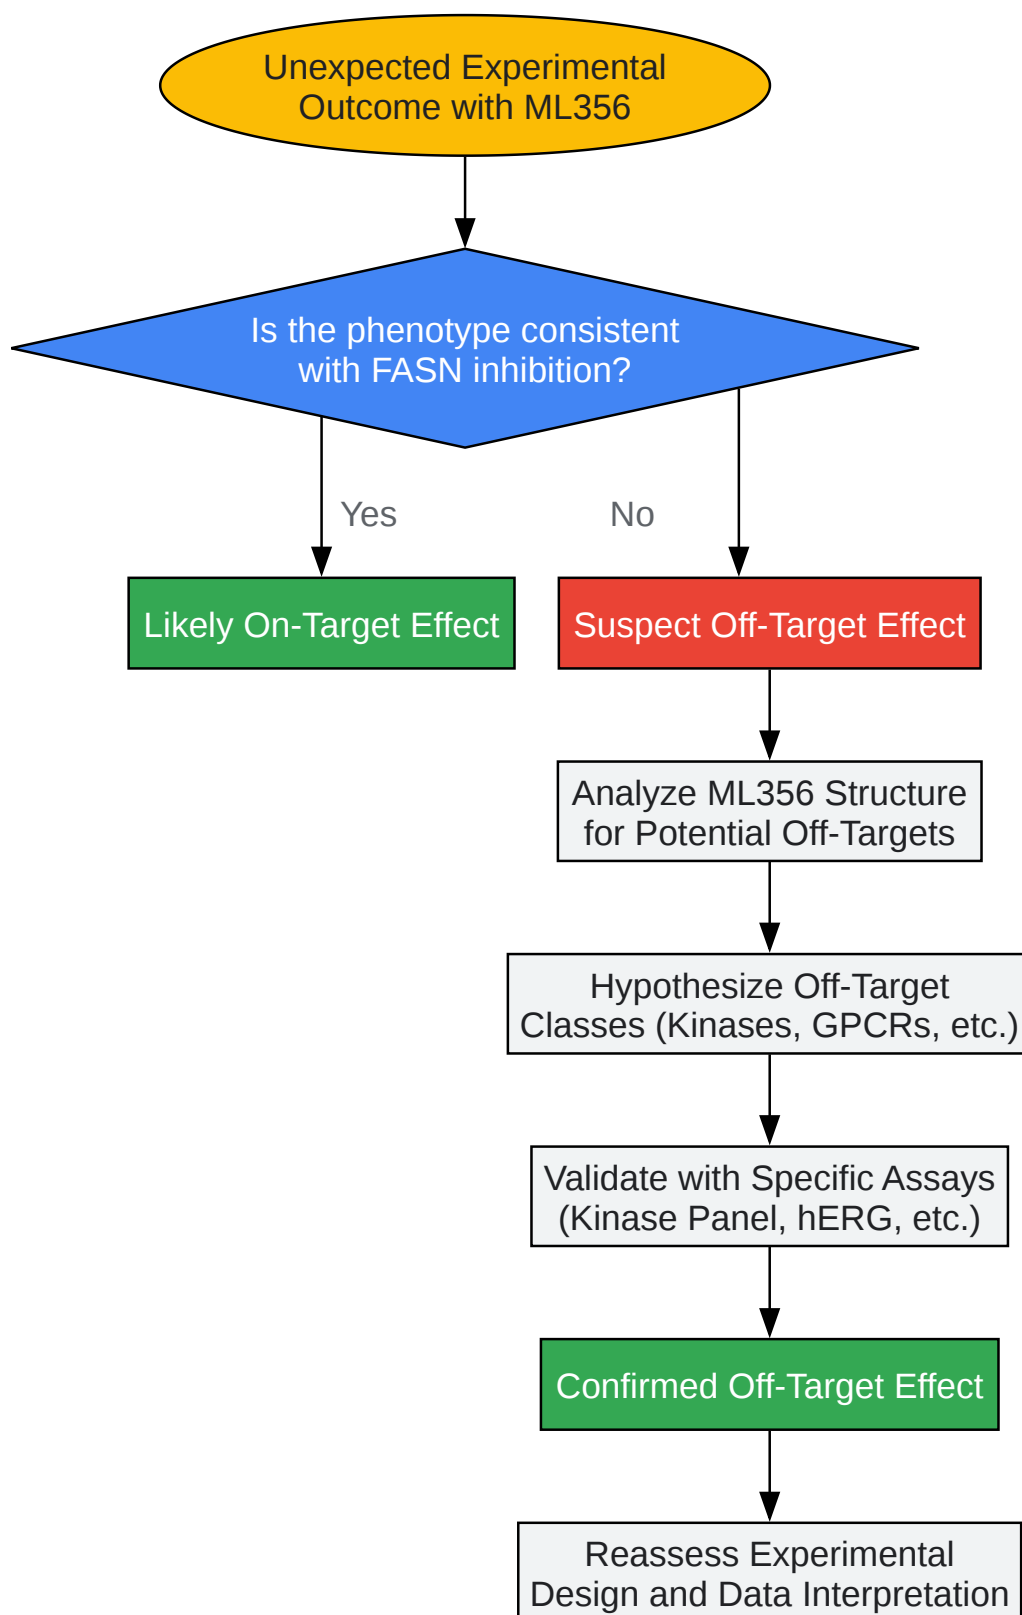 Unexpected Experimental
Outcome with ML356
Is the phenotype consistent
with FASN inhibition?
Yes
No
Likely On-Target Effect
Suspect Off-Target Effect
Analyze ML356 Structure
for Potential Off-Targets
Hypothesize Off-Target
Classes (Kinases, GPCRs, etc.)
Validate with Specific Assays
(Kinase Panel, hERG, etc.)
Confirmed Off-Target Effect
Reassess Experimental
Design and Data Interpretation